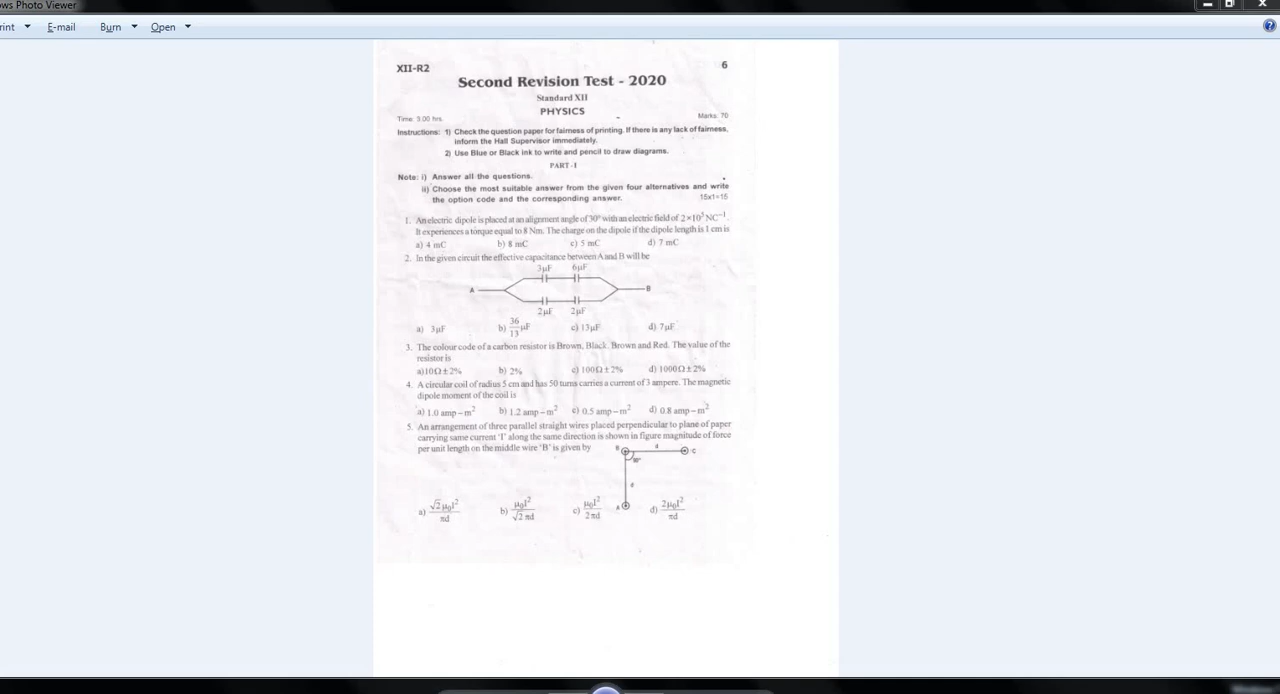 ws Photo Viewer
rint E-mail Burn Open
XII-R2
6
Second Revision Test - 2020
Standard XII
PHYSICS
Time: 3.00 hrs.
Marks: 70
Instructions: 1) Check the question paper for fairness of printing. If there is any lack of fairness,
inform the Hall Supervisor immediately.
2) Use Blue or Black ink to write and pencil to draw diagrams.
PART-I
Note: i) Answer all the questions.
ii) Choose the most suitable answer from the given four alternatives and write
the option code and the corresponding answer. 15x1=15
1. An electric dipole is placed at an alignment angle of 30° with an electric field of 2×10⁵ NC⁻¹.
It experiences a torque equal to 8 Nm. The charge on the dipole if the dipole length is 1 cm is
a) 4 mC b) 8 mC c) 5 mC d) 7 mC
2. In the given circuit the effective capacitance between A and B will be
3μF 6μF
A B
2μF 2μF
a) 3μF b) 36/13 μF c) 13μF d) 7μF
3. The colour code of a carbon resistor is Brown, Black, Brown and Red. The value of the
resistor is
a) 10Ω±2% b) 2% c) 100Ω±2% d) 1000Ω±2%
4. A circular coil of radius 5 cm and has 50 turns carries a current of 3 ampere. The magnetic
dipole moment of the coil is
a) 1.0 amp–m² b) 1.2 amp–m² c) 0.5 amp–m² d) 0.8 amp–m²
5. An arrangement of three parallel straight wires placed perpendicular to plane of paper
carrying same current 'I' along the same direction is shown in figure magnitude of force
per unit length on the middle wire 'B' is given by
B d C
90°
d
A
a) √2μ₀I²/πd b) μ₀I²/√2πd c) μ₀I²/2πd d) 2μ₀I²/πd